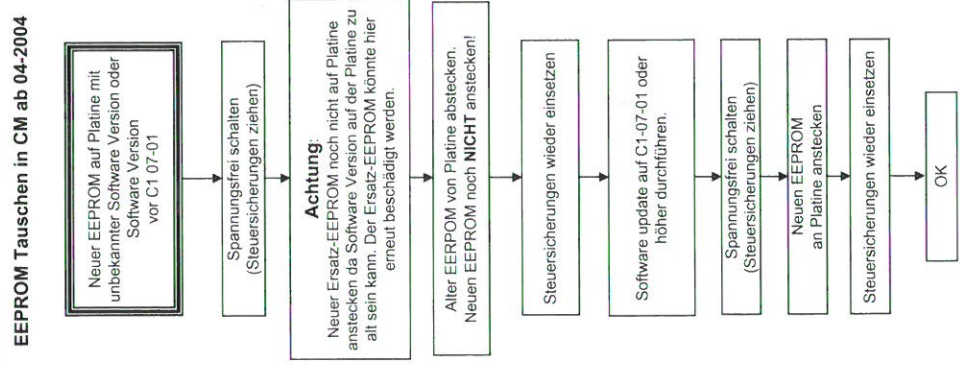 EEPROM Tauschen in CM ab 04-2004
Neuer EEPROM auf Platine mit
unbekannter Software Version oder
Software Version
vor C1 07-01
Spannungsfrei schalten
(Steuersicherungen ziehen)
Achtung:
Neuer Ersatz-EEPROM noch nicht auf Platine
anstecken da Software Version auf der Platine zu
alt sein kann. Der Ersatz-EEPROM könnte hier
erneut beschädigt werden.
Alter EERPOM von Platine abstecken.
Neuen EEPROM noch NICHT anstecken!
Steuersicherungen wieder einsetzen
Software update auf C1-07-01 oder
höher durchführen.
Spannungsfrei schalten
(Steuersicherungen ziehen)
Neuen EEPROM
an Platine anstecken
Steuersicherungen wieder einsetzen
OK